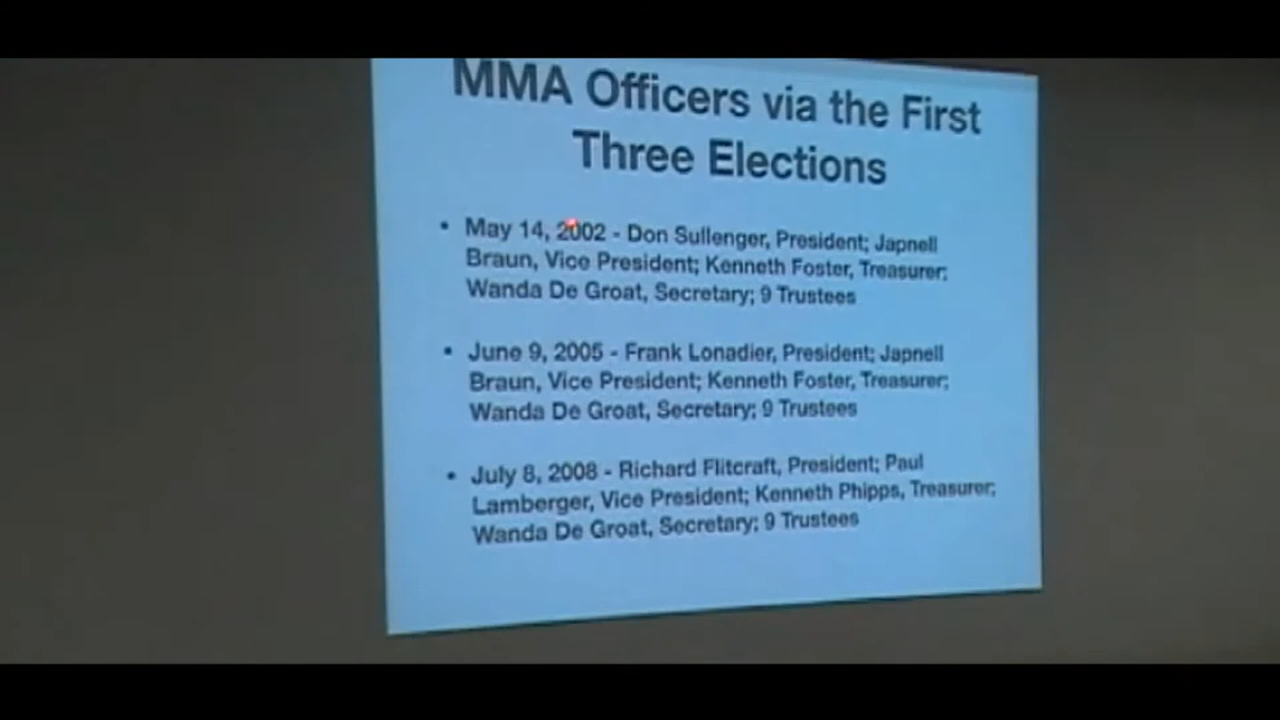 MMA Officers via the First
Three Elections
• May 14, 2002 - Don Sullenger, President; Japnell
Braun, Vice President; Kenneth Foster, Treasurer;
Wanda De Groat, Secretary; 9 Trustees
• June 9, 2005 - Frank Lonadier, President; Japnell
Braun, Vice President; Kenneth Foster, Treasurer;
Wanda De Groat, Secretary; 9 Trustees
• July 8, 2008 - Richard Flitcraft, President; Paul
Lamberger, Vice President; Kenneth Phipps, Treasurer;
Wanda De Groat, Secretary; 9 Trustees